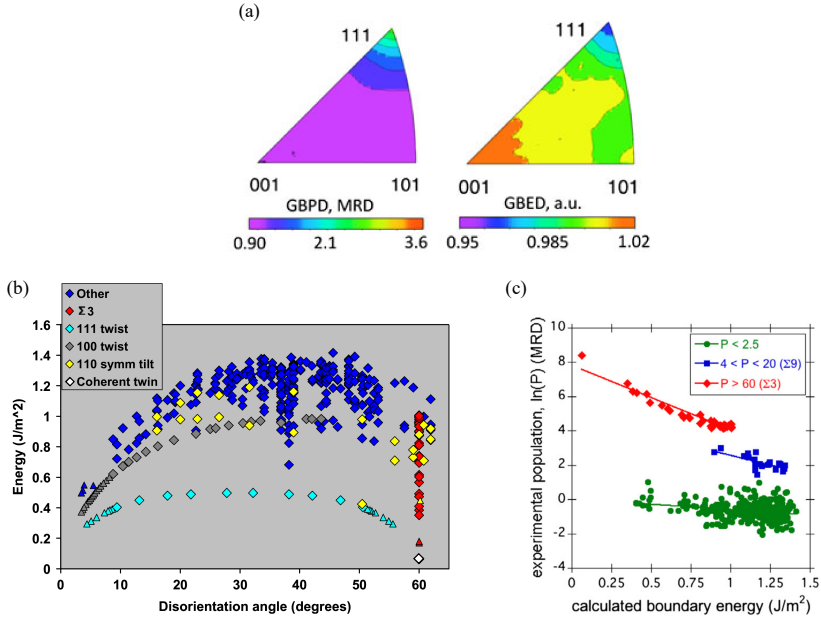 (a)
111
111
001
101
001
101
GBPD, MRD
GBED, a.u.
0.90
2.1
3.6
0.95
0.985
1.02
(b)
(c)
Other
Σ3
111 twist
100 twist
110 symm tilt
Coherent twin
1.6
1.4
1.2
1
0.8
0.6
0.4
0.2
0
Energy (J/m^2)
0
10
20
30
40
50
60
Disorientation angle (degrees)
P < 2.5
4 < P < 20 (Σ9)
P > 60 (Σ3)
10
8
6
4
2
0
-2
-4
experimental population, ln(P) (MRD)
0
0.25
0.5
0.75
1
1.25
1.5
calculated boundary energy (J/m²)